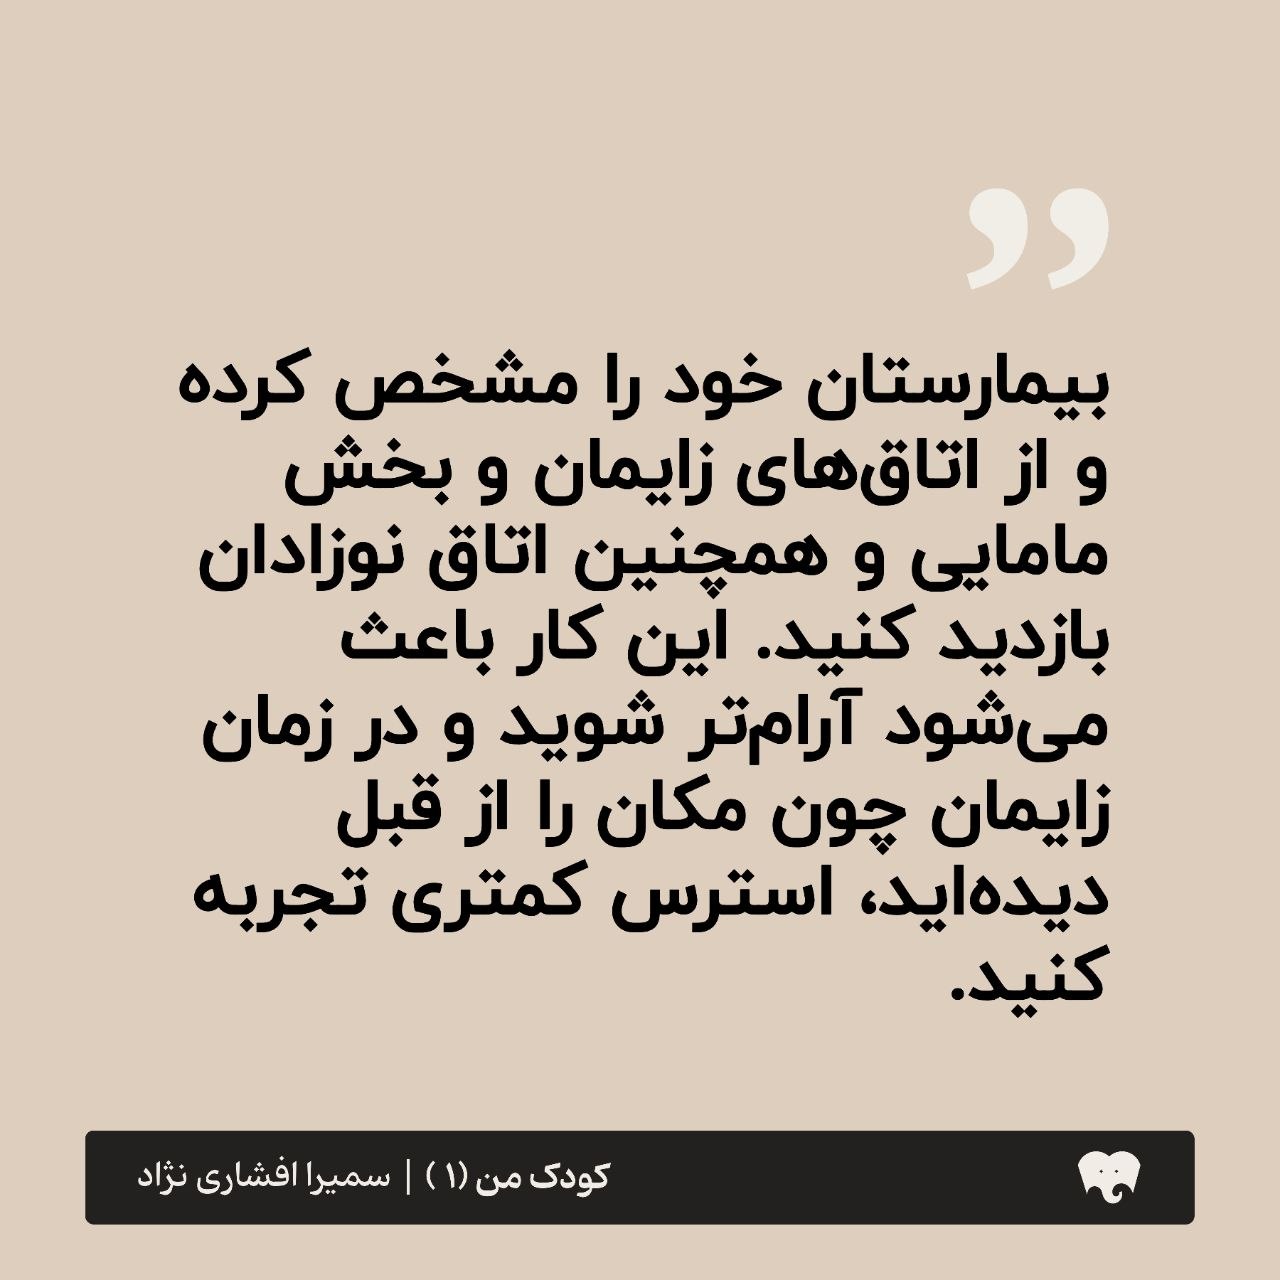 ”
بیمارستان خود را مشخص کرده
و از اتاق‌های زایمان و بخش
مامایی و همچنین اتاق نوزادان
بازدید کنید. این کار باعث
می‌شود آرام‌تر شوید و در زمان
زایمان چون مکان را از قبل
دیده‌اید، استرس کمتری تجربه
کنید.
کودک من (۱) | سمیرا افشاری نژاد